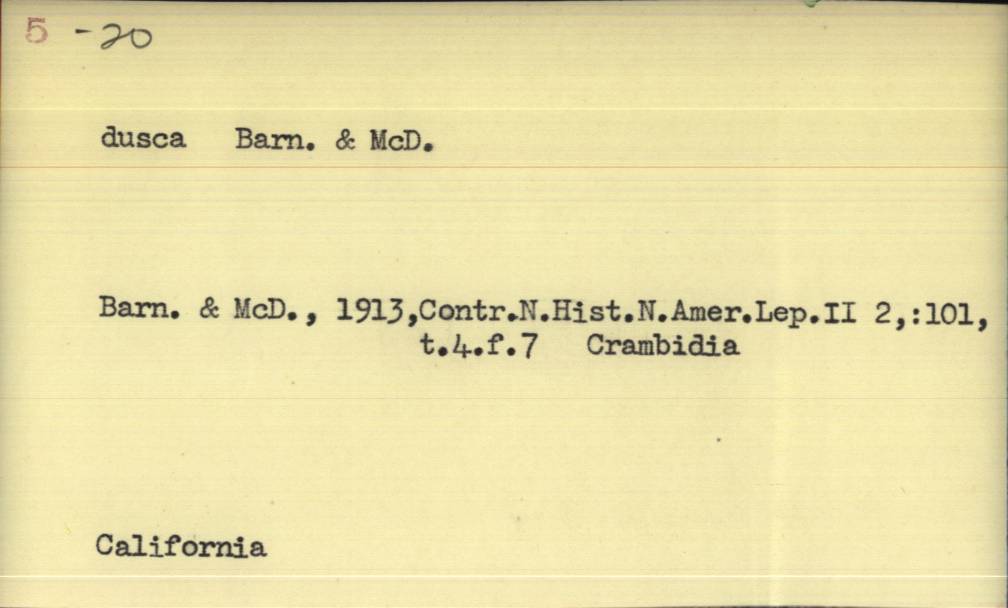 5 -20
dusca Barn. & McD.
Barn. & McD., 1913,Contr.N.Hist.N.Amer.Lep.II 2,:101,
t.4.f.7 Crambidia
California